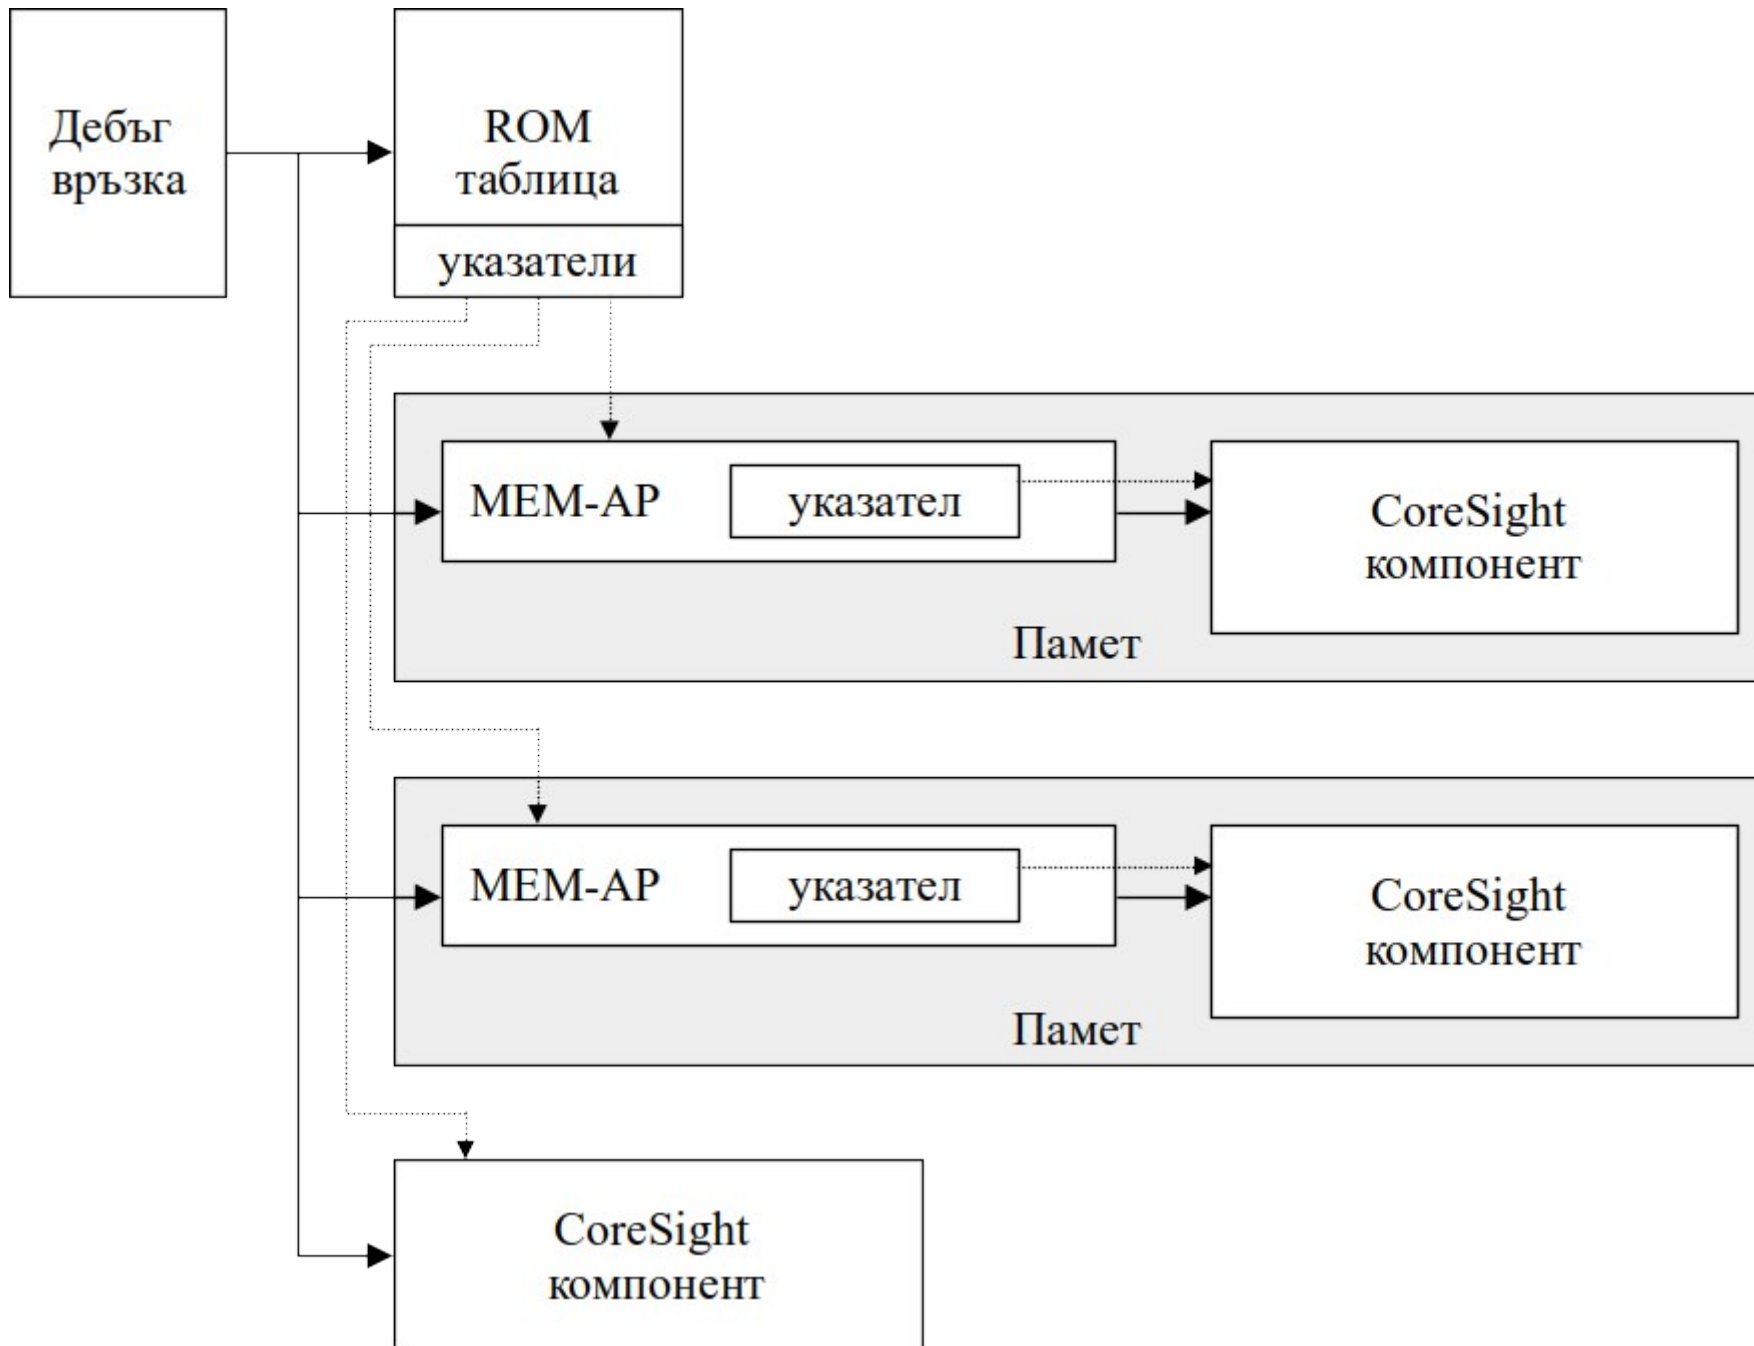 Дебъг
връзка
ROM
таблица
указатели
MEM-AP
указател
CoreSight
компонент
Памет
MEM-AP
указател
CoreSight
компонент
Памет
CoreSight
компонент